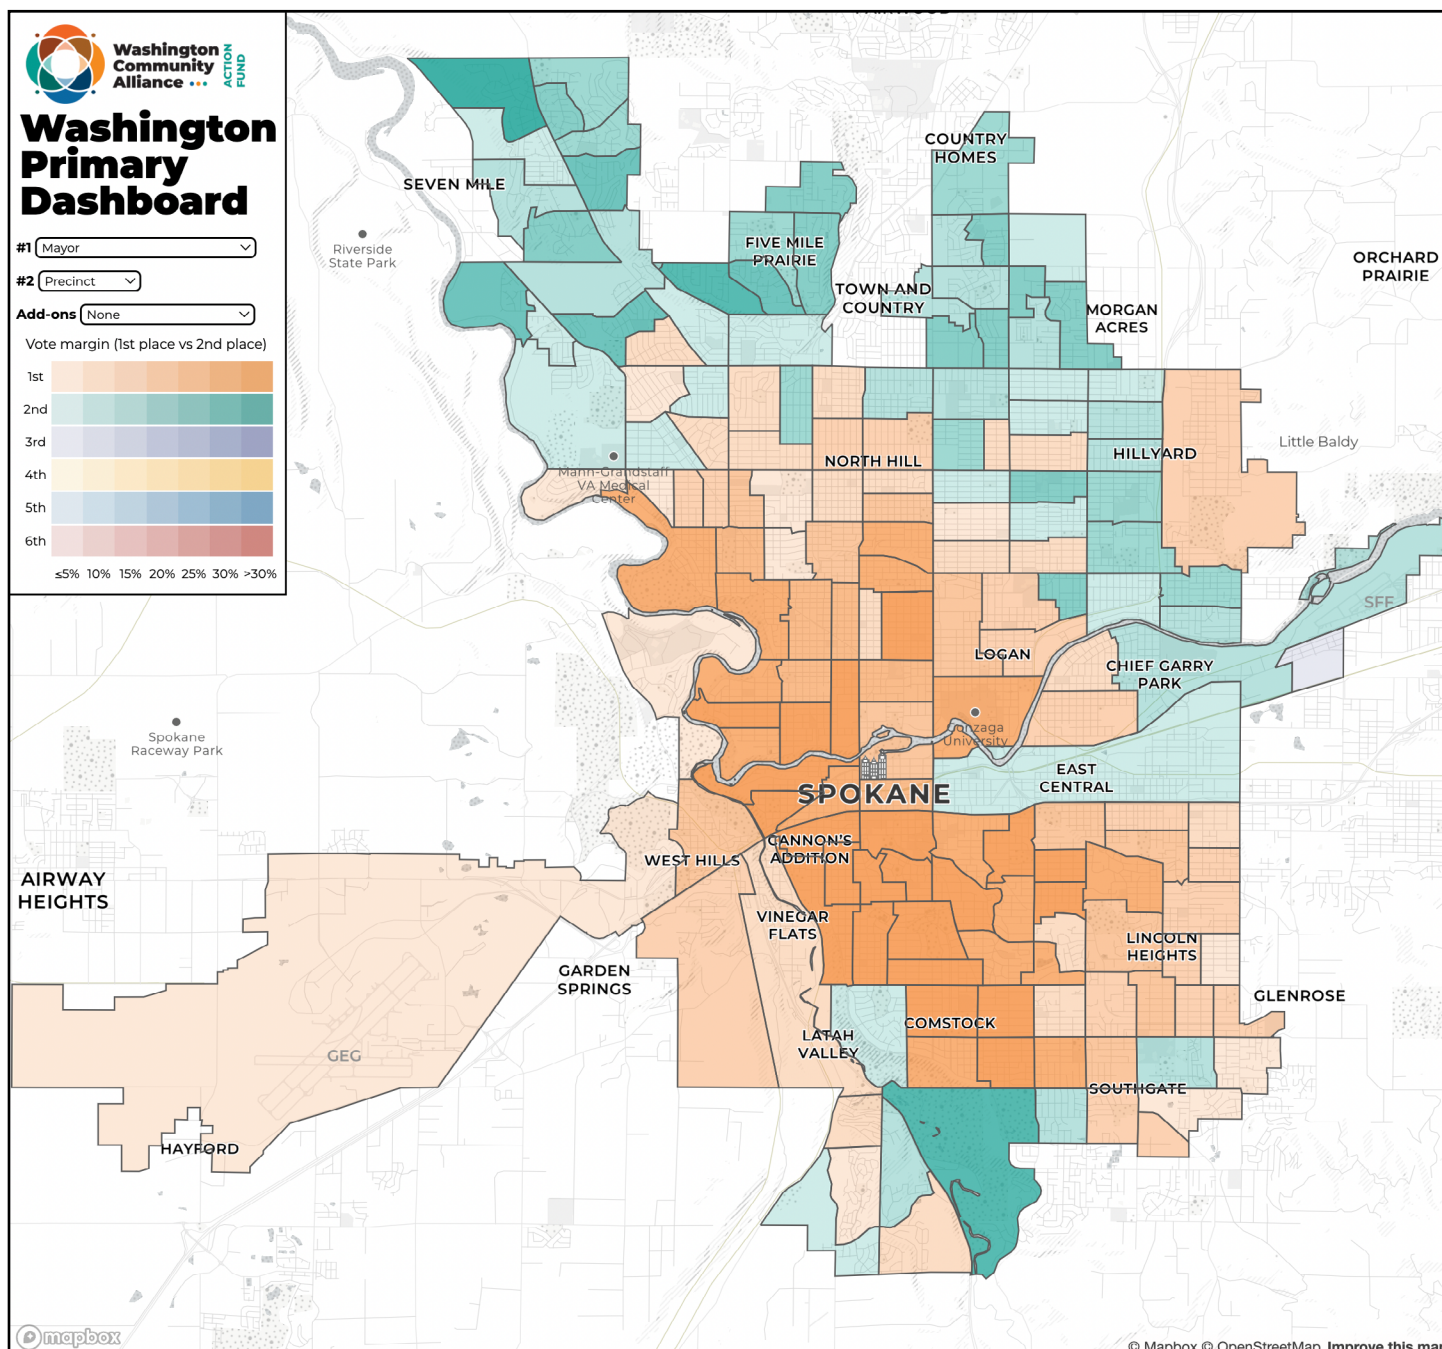 Washington
Community
Alliance
ACTION
FUND
Washington
Primary
Dashboard
#1 Mayor
#2 Precinct
Add-ons None
Vote margin (1st place vs 2nd place)
1st
2nd
3rd
4th
5th
6th
≤5% 10% 15% 20% 25% 30% >30%
COUNTRY
HOMES
SEVEN MILE
Riverside
State Park
FIVE MILE
PRAIRIE
ORCHARD
PRAIRIE
TOWN AND
COUNTRY
MORGAN
ACRES
Little Baldy
HILLYARD
NORTH HILL
Mann-Grandstaff
VA Medical
Center
SFF
LOGAN
CHIEF GARRY
PARK
Spokane
Raceway Park
Gonzaga
University
EAST
CENTRAL
SPOKANE
CANNON'S
ADDITION
WEST HILLS
AIRWAY
HEIGHTS
VINEGAR
FLATS
LINCOLN
HEIGHTS
GARDEN
SPRINGS
GLENROSE
COMSTOCK
LATAH
VALLEY
GEG
SOUTHGATE
HAYFORD
mapbox
© Mapbox © OpenStreetMap Improve this map